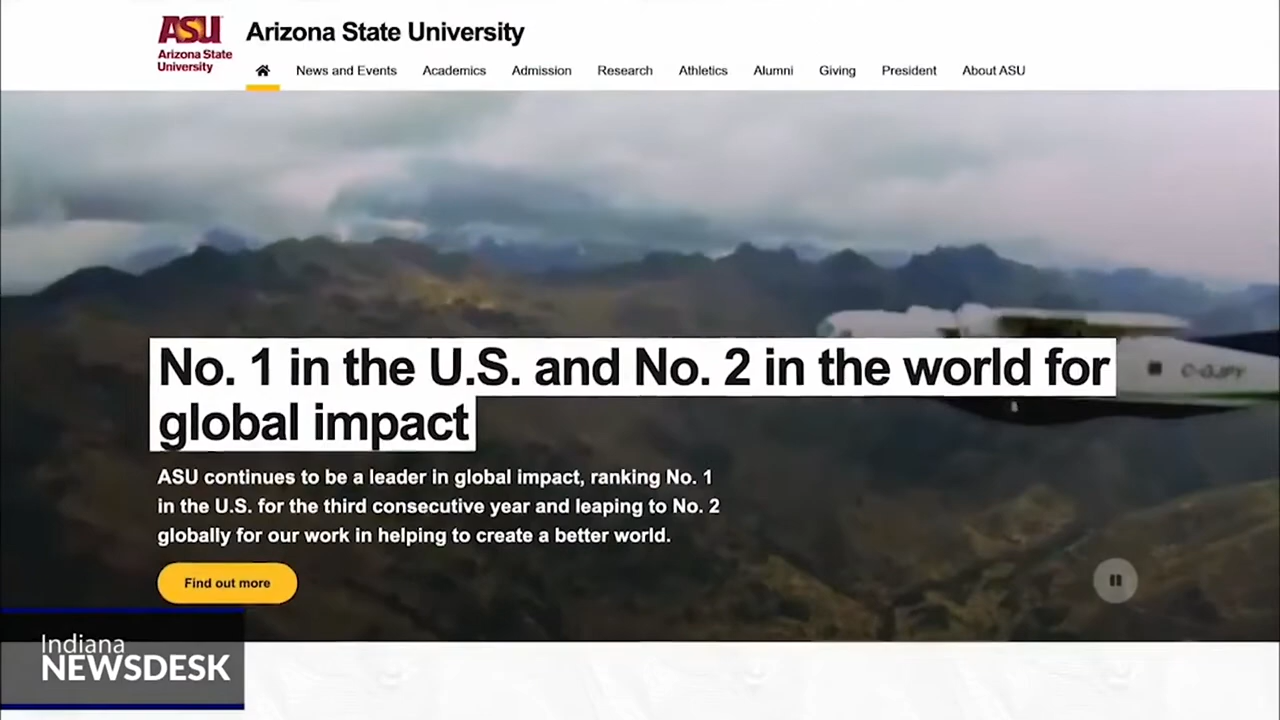 ASU
Arizona State
University
Arizona State University
News and Events Academics Admission Research Athletics Alumni Giving President About ASU
No. 1 in the U.S. and No. 2 in the world for
global impact
ASU continues to be a leader in global impact, ranking No. 1
in the U.S. for the third consecutive year and leaping to No. 2
globally for our work in helping to create a better world.
Find out more
Indiana
NEWSDESK